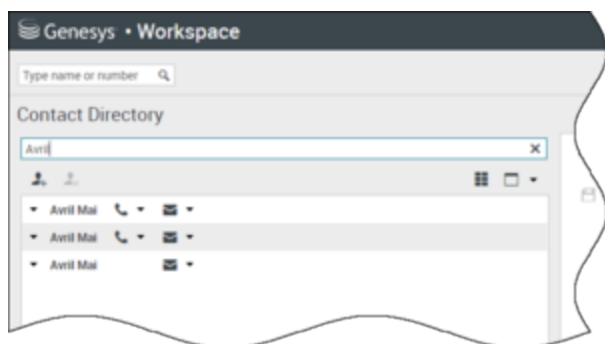 Genesys • Workspace
Type name or number
Contact Directory
Avril
Avril Mai
Avril Mai
Avril Mai